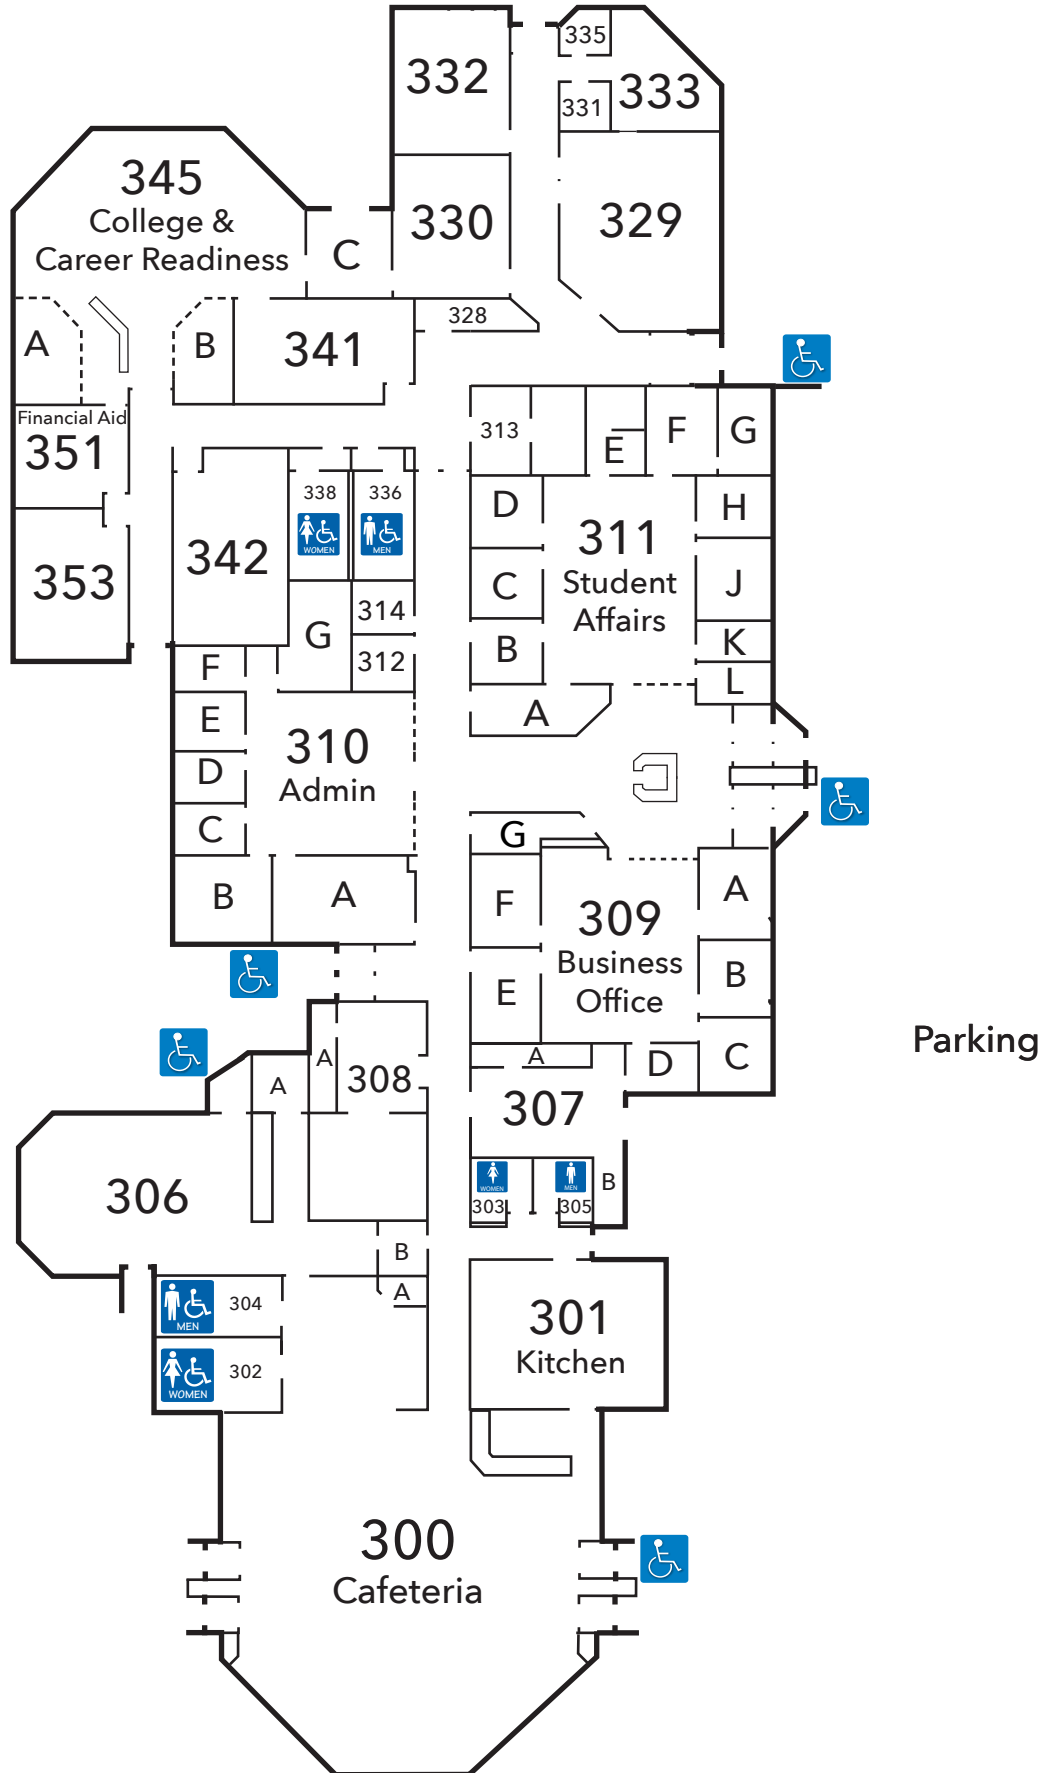 335
332
333
331
345
College &
Career Readiness
330
329
C
328
A
B
341
Financial Aid
351
313
E
F
G
338
336
WOMEN
MEN
D
H
311
Student
Affairs
342
353
C
J
314
G
B
K
312
F
L
E
A
310
Admin
D
C
G
B
A
F
309
Business
Office
A
E
B
Parking
A
A
308
A
D
C
307
306
WOMEN
MEN
303
305
B
B
A
304
MEN
301
Kitchen
302
WOMEN
300
Cafeteria